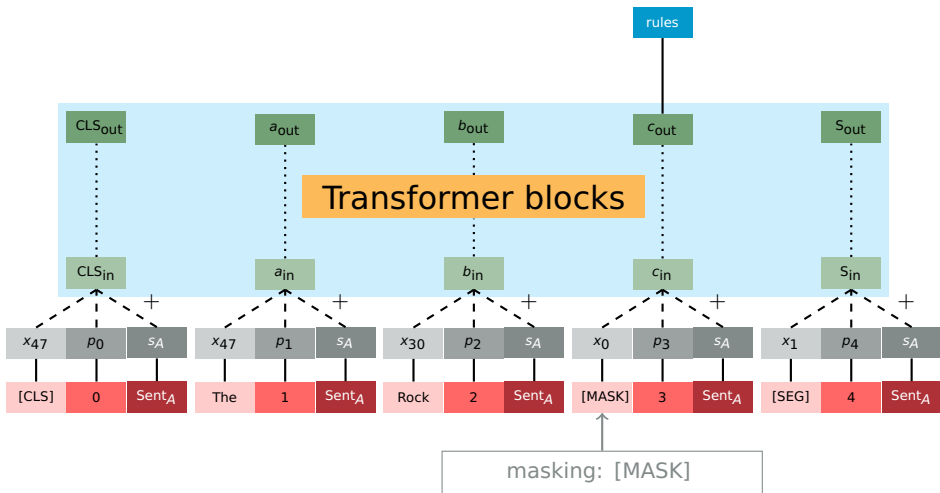 rules
CLSout aout bout cout Sout
Transformer blocks
CLSin ain bin cin Sin
+ + + + +
x47 p0 sA x47 p1 sA x30 p2 sA x0 p3 sA x1 p4 sA
[CLS] 0 SentA The 1 SentA Rock 2 SentA [MASK] 3 SentA [SEG] 4 SentA
masking: [MASK]